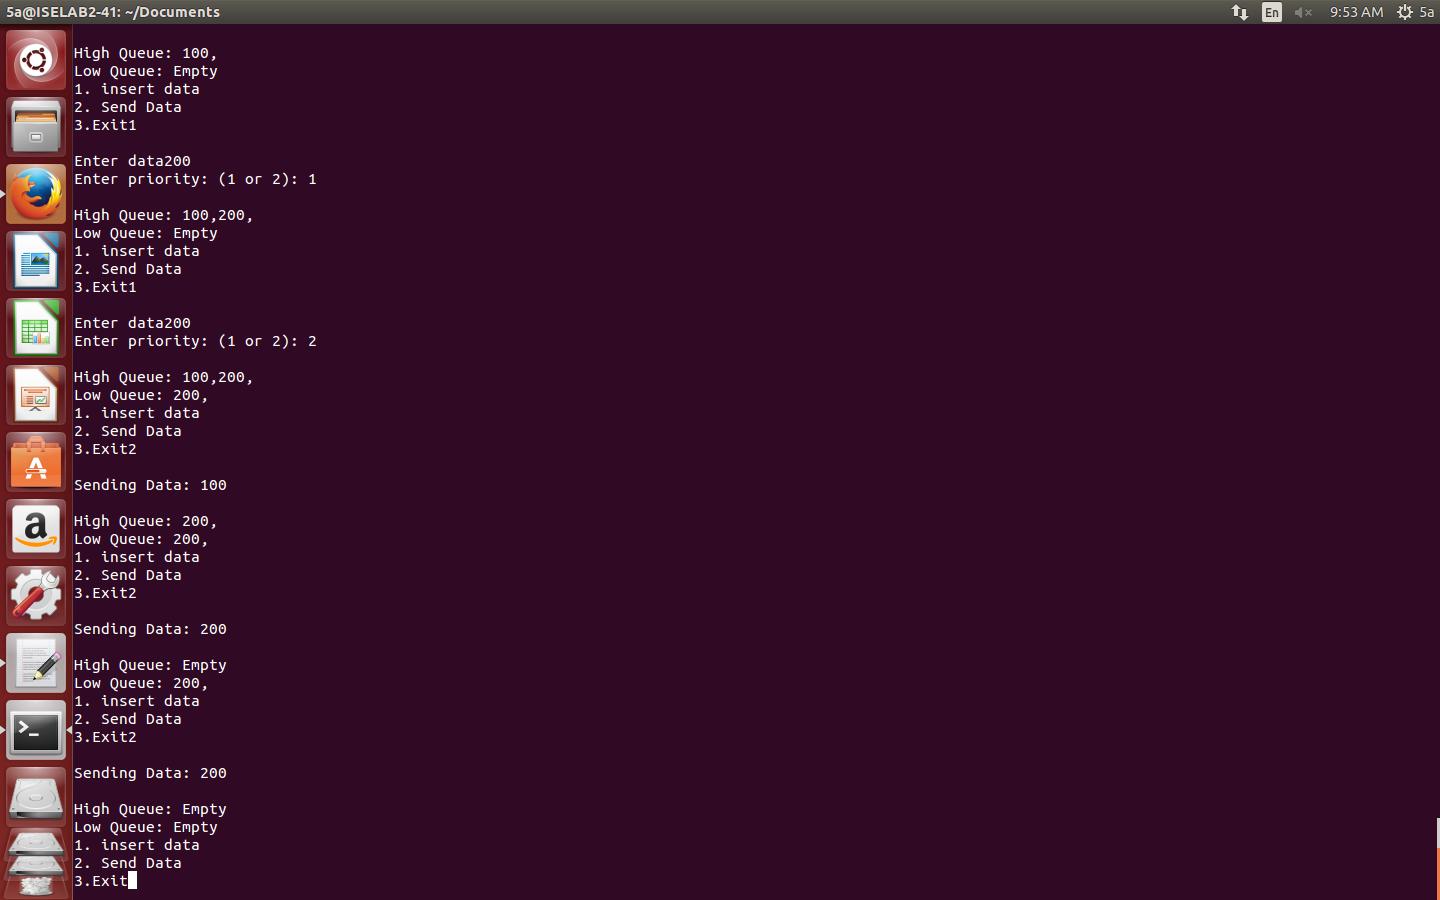 5a@ISELAB2-41: ~/Documents
En
9:53 AM
5a
High Queue: 100,
Low Queue: Empty
1. insert data
2. Send Data
3.Exit1
Enter data200
Enter priority: (1 or 2): 1
High Queue: 100,200,
Low Queue: Empty
1. insert data
2. Send Data
3.Exit1
Enter data200
Enter priority: (1 or 2): 2
High Queue: 100,200,
Low Queue: 200,
1. insert data
2. Send Data
3.Exit2
Sending Data: 100
High Queue: 200,
Low Queue: 200,
1. insert data
2. Send Data
3.Exit2
Sending Data: 200
High Queue: Empty
Low Queue: 200,
1. insert data
2. Send Data
3.Exit2
Sending Data: 200
High Queue: Empty
Low Queue: Empty
1. insert data
2. Send Data
3.Exit